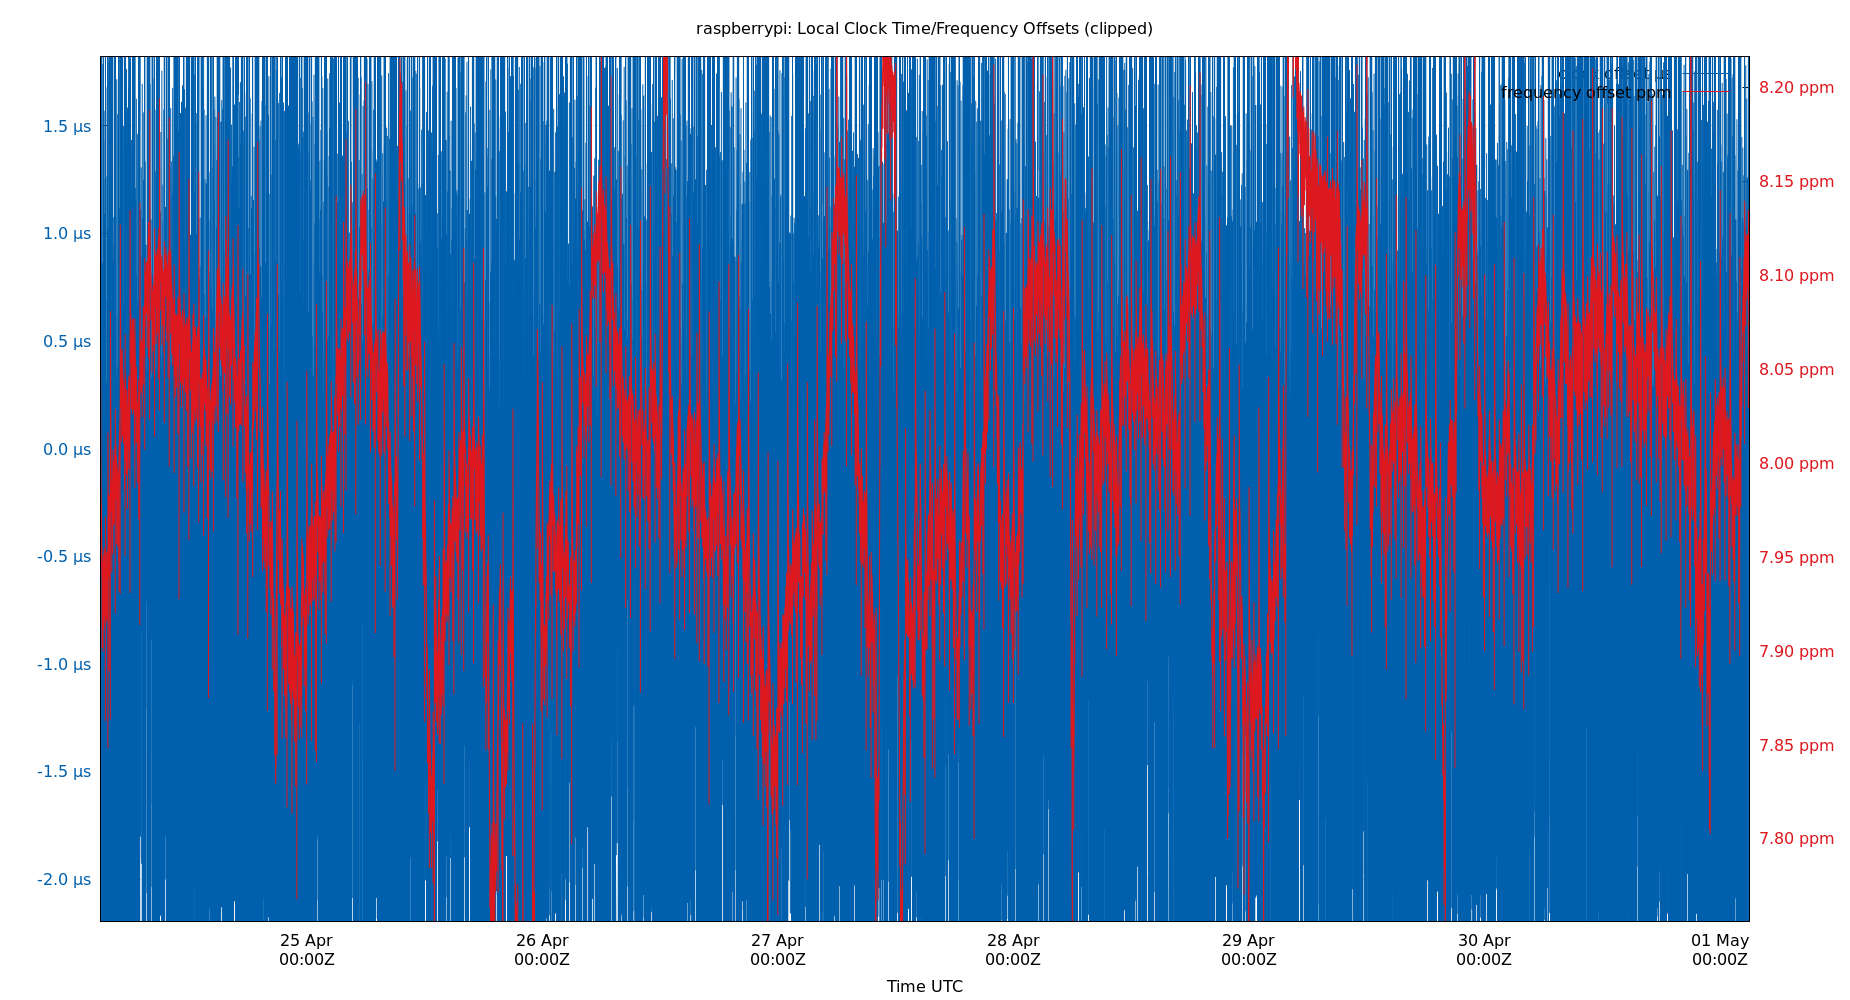 raspberrypi: Local Clock Time/Frequency Offsets (clipped)
clock offset µs
frequency offset ppm
1.5 µs
1.0 µs
0.5 µs
0.0 µs
-0.5 µs
-1.0 µs
-1.5 µs
-2.0 µs
8.20 ppm
8.15 ppm
8.10 ppm
8.05 ppm
8.00 ppm
7.95 ppm
7.90 ppm
7.85 ppm
7.80 ppm
25 Apr 26 Apr 27 Apr 28 Apr 29 Apr 30 Apr 01 May
00:00Z 00:00Z 00:00Z 00:00Z 00:00Z 00:00Z 00:00Z
Time UTC